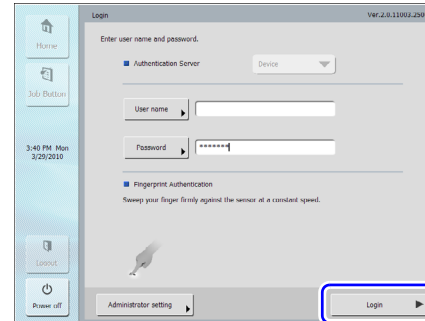 Login
Ver.2.0.11003.250
Enter user name and password.
Authentication Server
Device
User name
Password
*******
Fingerprint Authentication
Sweep your finger firmly against the sensor at a constant speed.
Home
Job Button
3:40 PM Mon
3/29/2010
Logout
Power off
Administrator setting
Login